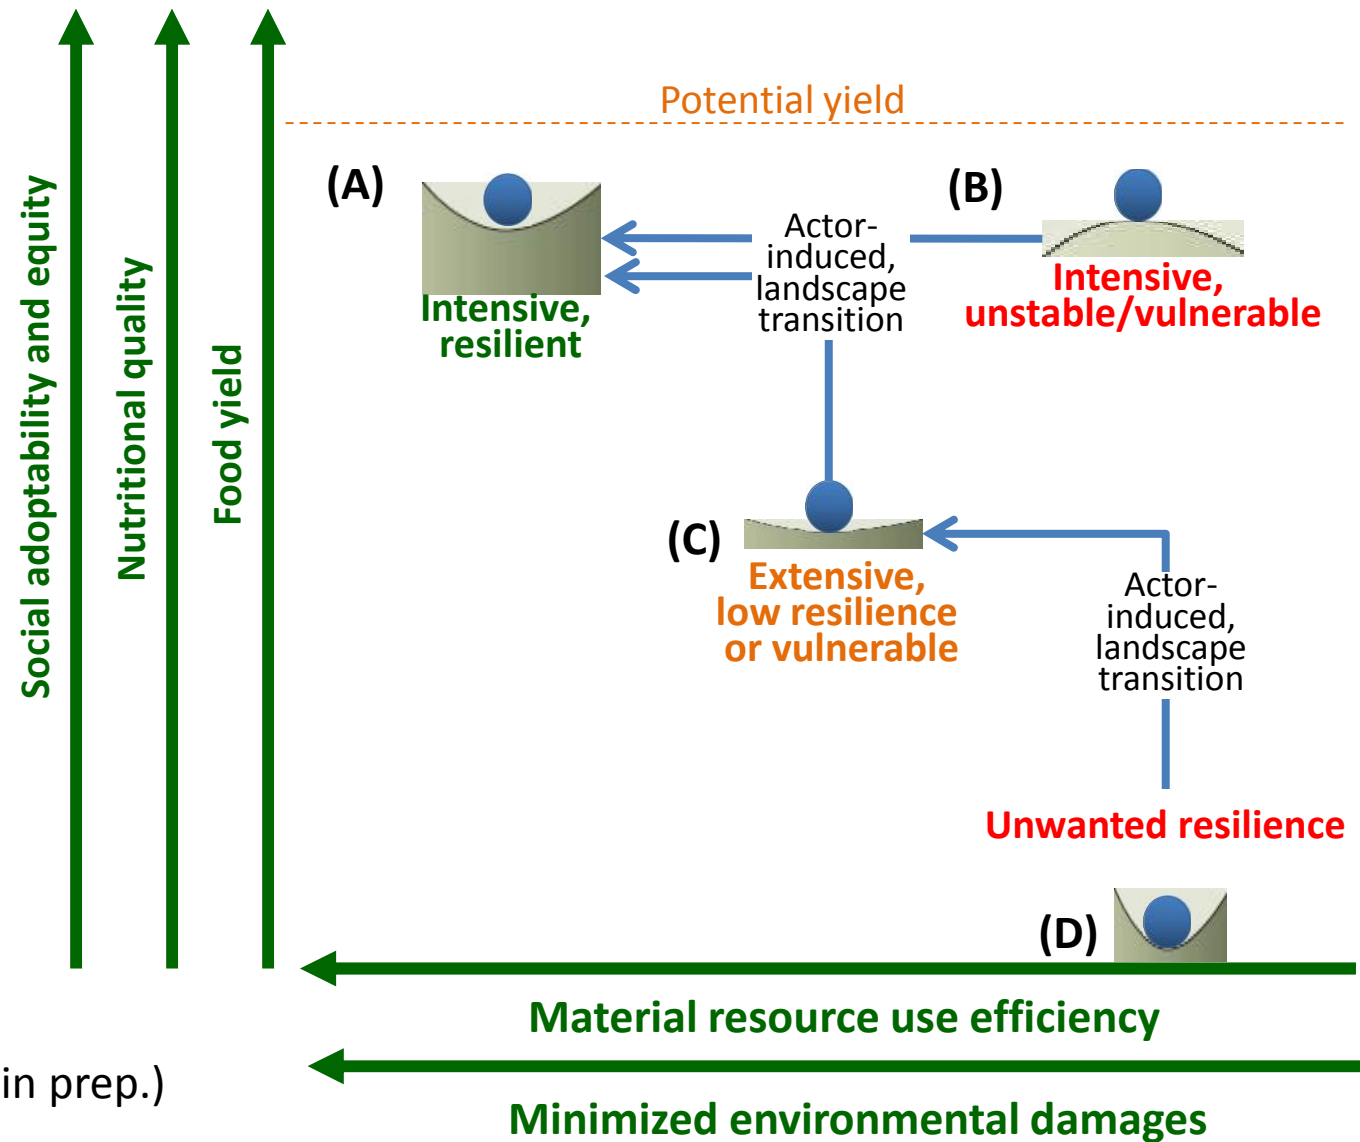 Potential yield
(A)
(B)
Actor-
induced,
landscape
transition
Intensive,
resilient
Intensive,
unstable/vulnerable
Social adoptability and equity
Nutritional quality
Food yield
(C)
Extensive,
low resilience
or vulnerable
Actor-
induced,
landscape
transition
Unwanted resilience
(D)
Material resource use efficiency
in prep.)
Minimized environmental damages